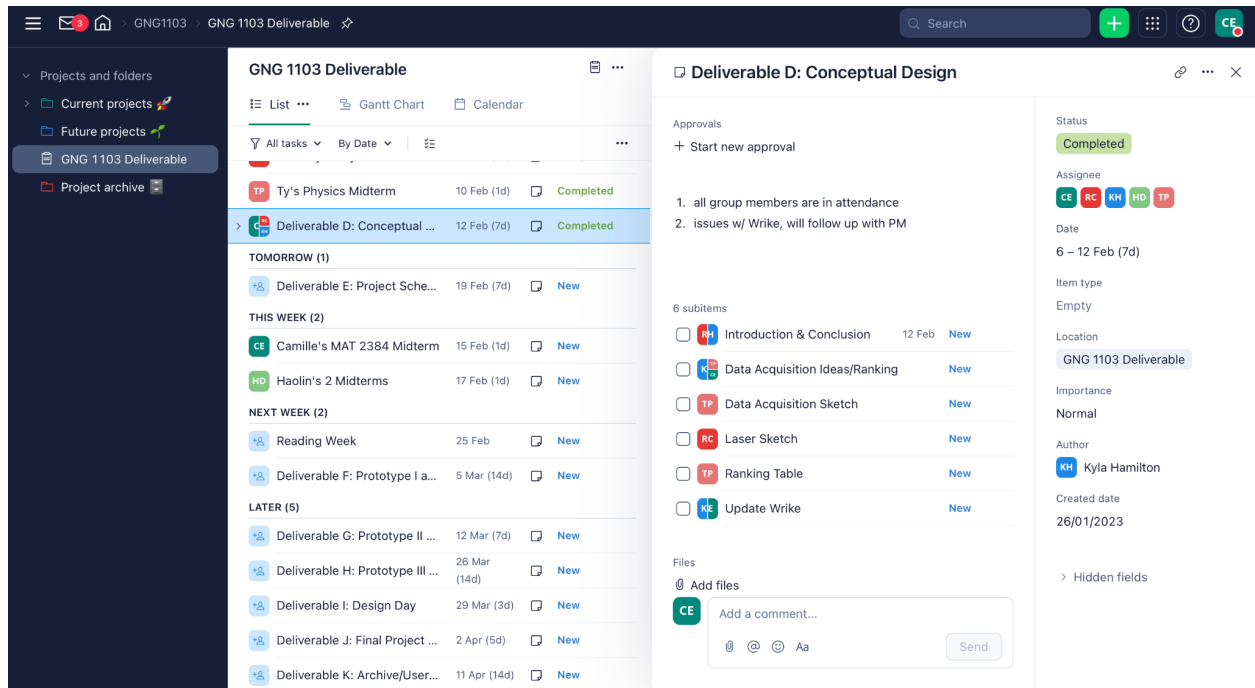 3
GNG1103
GNG 1103 Deliverable
Search
CE
Projects and folders
Current projects
Future projects
GNG 1103 Deliverable
Project archive
GNG 1103 Deliverable
List
Gantt Chart
Calendar
All tasks
By Date
TP Ty's Physics Midterm 10 Feb (1d) Completed
Deliverable D: Conceptual ... 12 Feb (7d) Completed
TOMORROW (1)
Deliverable E: Project Sche... 19 Feb (7d) New
THIS WEEK (2)
CE Camille's MAT 2384 Midterm 15 Feb (1d) New
HD Haolin's 2 Midterms 17 Feb (1d) New
NEXT WEEK (2)
Reading Week 25 Feb New
Deliverable F: Prototype I a... 5 Mar (14d) New
LATER (5)
Deliverable G: Prototype II ... 12 Mar (7d) New
Deliverable H: Prototype III ... 26 Mar (14d) New
Deliverable I: Design Day 29 Mar (3d) New
Deliverable J: Final Project ... 2 Apr (5d) New
Deliverable K: Archive/User... 11 Apr (14d) New
Deliverable D: Conceptual Design
Approvals
+ Start new approval
1. all group members are in attendance
2. issues w/ Wrike, will follow up with PM
6 subitems
Introduction & Conclusion 12 Feb New
Data Acquisition Ideas/Ranking New
TP Data Acquisition Sketch New
RC Laser Sketch New
TP Ranking Table New
Update Wrike New
Files
Add files
CE
Add a comment...
Aa
Send
Status
Completed
Assignee
CE RC KH HD TP
Date
6 – 12 Feb (7d)
Item type
Empty
Location
GNG 1103 Deliverable
Importance
Normal
Author
KH Kyla Hamilton
Created date
26/01/2023
Hidden fields